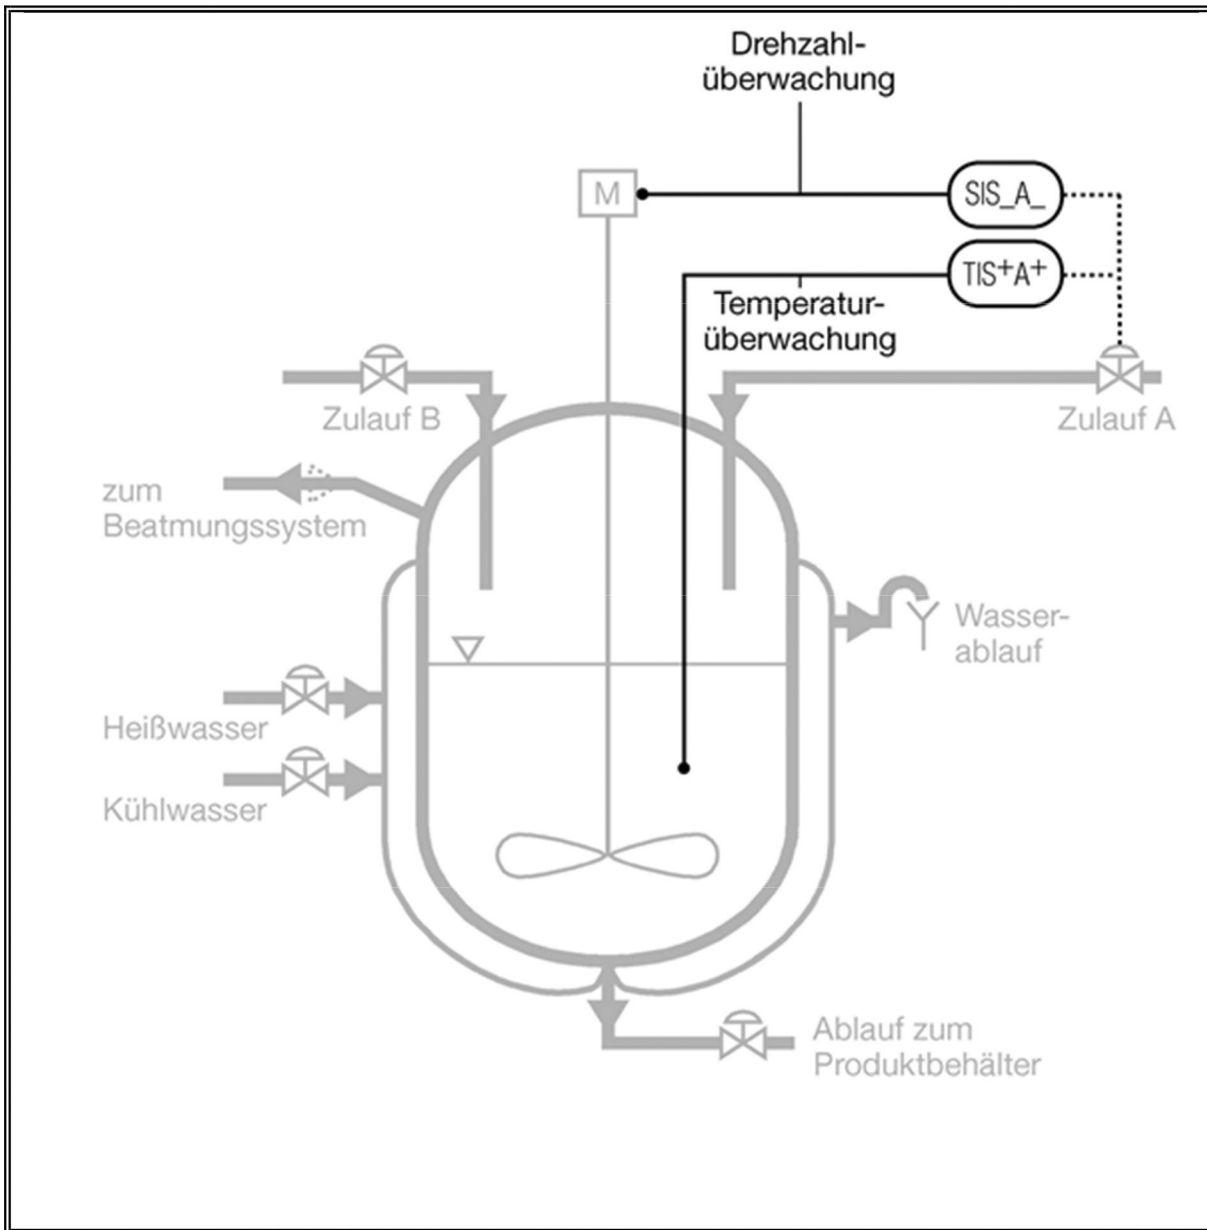 Drehzahl-
überwachung
M
SIS_A_
TIS+A+
Temperatur-
überwachung
Zulauf B
Zulauf A
zum
Beatmungssystem
Wasser-
ablauf
Heißwasser
Kühlwasser
Ablauf zum
Produktbehälter